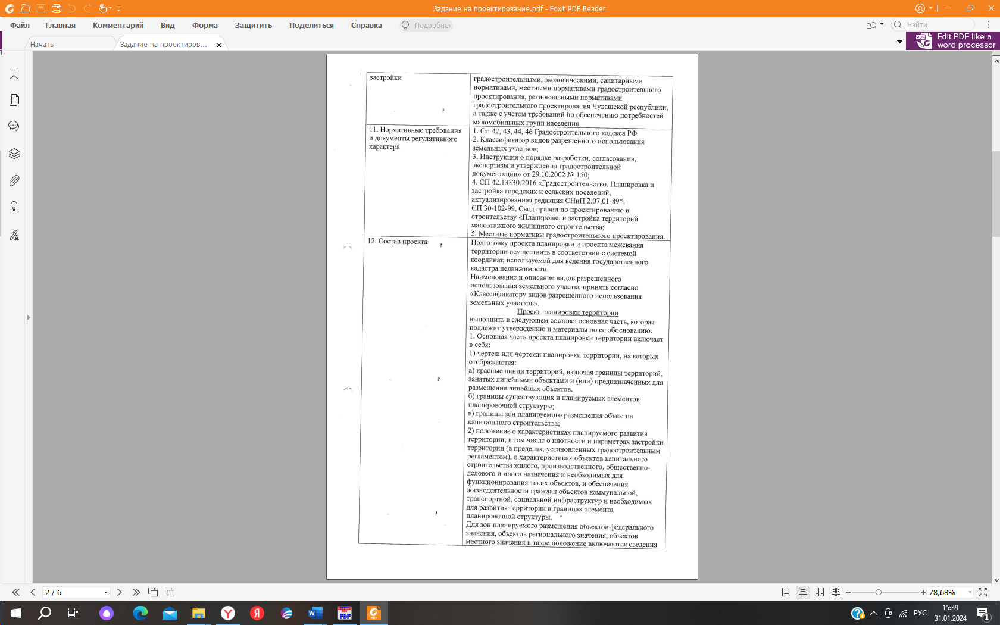 Задание на проектирование.pdf - Foxit PDF Reader
Файл Главная Комментарий Вид Форма Защитить Поделиться Справка Подробне Найти
Начать Задание на проектиров... Edit PDF like a
word processor
застройки
градостроительными, экологическими, санитарными
нормативами, местными нормативами градостроительного
проектирования, региональными нормативами
градостроительного проектирования Чувашской республики,
а также с учетом требований по обеспечению потребностей
маломобильных групп населения
11. Нормативные требования
и документы регулятивного
характера
1. Ст. 42, 43, 44, 46 Градостроительного кодекса РФ
2. Классификатор видов разрешенного использования
земельных участков;
3. Инструкция о порядке разработки, согласования,
экспертизы и утверждения градостроительной
документации» от 29.10.2002 № 150;
4. СП 42.13330.2016 «Градостроительство. Планировка и
застройка городских и сельских поселений,
актуализированная редакция СНиП 2.07.01-89*;
СП 30-102-99, Свод правил по проектированию и
строительству «Планировка и застройка территорий
малоэтажного жилищного строительства;
5. Местные нормативы градостроительного проектирования.
12. Состав проекта
Подготовку проекта планировки и проекта межевания
территории осуществить в соответствии с системой
координат, используемой для ведения государственного
кадастра недвижимости.
Наименование и описание видов разрешенного
использования земельного участка принять согласно
«Классификатору видов разрешенного использования
земельных участков».
Проект планировки территории
выполнить в следующем составе: основная часть, которая
подлежит утверждению и материалы по ее обоснованию.
1. Основная часть проекта планировки территории включает
в себя:
1) чертеж или чертежи планировки территории, на которых
отображаются:
а) красные линии территорий, включая границы территорий,
занятых линейными объектами и (или) предназначенных для
размещения линейных объектов.
б) границы существующих и планируемых элементов
планировочной структуры;
в) границы зон планируемого размещения объектов
капитального строительства;
2) положение о характеристиках планируемого развития
территории, в том числе о плотности и параметрах застройки
территории (в пределах, установленных градостроительным
регламентом), о характеристиках объектов капитального
строительства жилого, производственного, общественно-
делового и иного назначения и необходимых для
функционирования таких объектов, и обеспечения
жизнедеятельности граждан объектов коммунальной,
транспортной, социальной инфраструктур и необходимых
для развития территории в границах элемента
планировочной структуры.
Для зон планируемого размещения объектов федерального
значения, объектов регионального значения, объектов
местного значения в такое положение включаются сведения
2 / 6 78,68%
РУС 15:39
31.01.2024 1